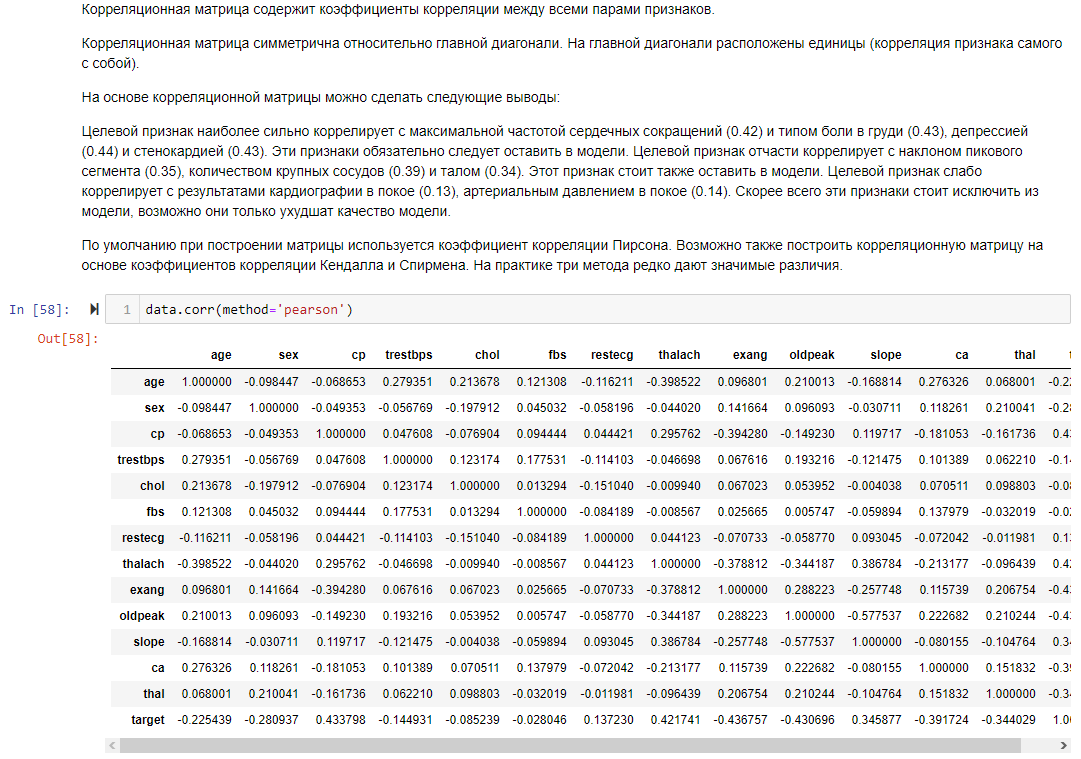 Корреляционная матрица содержит коэффициенты корреляции между всеми парами признаков.
Корреляционная матрица симметрична относительно главной диагонали. На главной диагонали расположены единицы (корреляция признака самого
с собой).
На основе корреляционной матрицы можно сделать следующие выводы:
Целевой признак наиболее сильно коррелирует с максимальной частотой сердечных сокращений (0.42) и типом боли в груди (0.43), депрессией
(0.44) и стенокардией (0.43). Эти признаки обязательно следует оставить в модели. Целевой признак отчасти коррелирует с наклоном пикового
сегмента (0.35), количеством крупных сосудов (0.39) и талом (0.34). Этот признак стоит также оставить в модели. Целевой признак слабо
коррелирует с результатами кардиографии в покое (0.13), артериальным давлением в покое (0.14). Скорее всего эти признаки стоит исключить из
модели, возможно они только ухудшат качество модели.
По умолчанию при построении матрицы используется коэффициент корреляции Пирсона. Возможно также построить корреляционную матрицу на
основе коэффициентов корреляции Кендалла и Спирмена. На практике три метода редко дают значимые различия.
In [58]: 1 data.corr(method='pearson')
Out[58]:
age sex cp trestbps chol fbs restecg thalach exang oldpeak slope ca thal
age 1.000000 -0.098447 -0.068653 0.279351 0.213678 0.121308 -0.116211 -0.398522 0.096801 0.210013 -0.168814 0.276326 0.068001 -0.22
sex -0.098447 1.000000 -0.049353 -0.056769 -0.197912 0.045032 -0.058196 -0.044020 0.141664 0.096093 -0.030711 0.118261 0.210041 -0.28
cp -0.068653 -0.049353 1.000000 0.047608 -0.076904 0.094444 0.044421 0.295762 -0.394280 -0.149230 0.119717 -0.181053 -0.161736 0.43
trestbps 0.279351 -0.056769 0.047608 1.000000 0.123174 0.177531 -0.114103 -0.046698 0.067616 0.193216 -0.121475 0.101389 0.062210 -0.14
chol 0.213678 -0.197912 -0.076904 0.123174 1.000000 0.013294 -0.151040 -0.009940 0.067023 0.053952 -0.004038 0.070511 0.098803 -0.08
fbs 0.121308 0.045032 0.094444 0.177531 0.013294 1.000000 -0.084189 -0.008567 0.025665 0.005747 -0.059894 0.137979 -0.032019 -0.02
restecg -0.116211 -0.058196 0.044421 -0.114103 -0.151040 -0.084189 1.000000 0.044123 -0.070733 -0.058770 0.093045 -0.072042 -0.011981 0.13
thalach -0.398522 -0.044020 0.295762 -0.046698 -0.009940 -0.008567 0.044123 1.000000 -0.378812 -0.344187 0.386784 -0.213177 -0.096439 0.42
exang 0.096801 0.141664 -0.394280 0.067616 0.067023 0.025665 -0.070733 -0.378812 1.000000 0.288223 -0.257748 0.115739 0.206754 -0.43
oldpeak 0.210013 0.096093 -0.149230 0.193216 0.053952 0.005747 -0.058770 -0.344187 0.288223 1.000000 -0.577537 0.222682 0.210244 -0.43
slope -0.168814 -0.030711 0.119717 -0.121475 -0.004038 -0.059894 0.093045 0.386784 -0.257748 -0.577537 1.000000 -0.080155 -0.104764 0.34
ca 0.276326 0.118261 -0.181053 0.101389 0.070511 0.137979 -0.072042 -0.213177 0.115739 0.222682 -0.080155 1.000000 0.151832 -0.39
thal 0.068001 0.210041 -0.161736 0.062210 0.098803 -0.032019 -0.011981 -0.096439 0.206754 0.210244 -0.104764 0.151832 1.000000 -0.34
target -0.225439 -0.280937 0.433798 -0.144931 -0.085239 -0.028046 0.137230 0.421741 -0.436757 -0.430696 0.345877 -0.391724 -0.344029 1.00